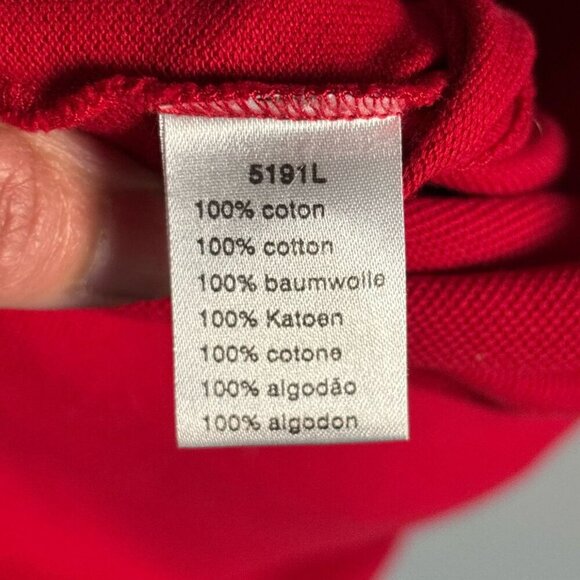 5191L
100% coton
100% cotton
100% baumwolle
100% Katoen
100% cotone
100% algodão
100% algodon